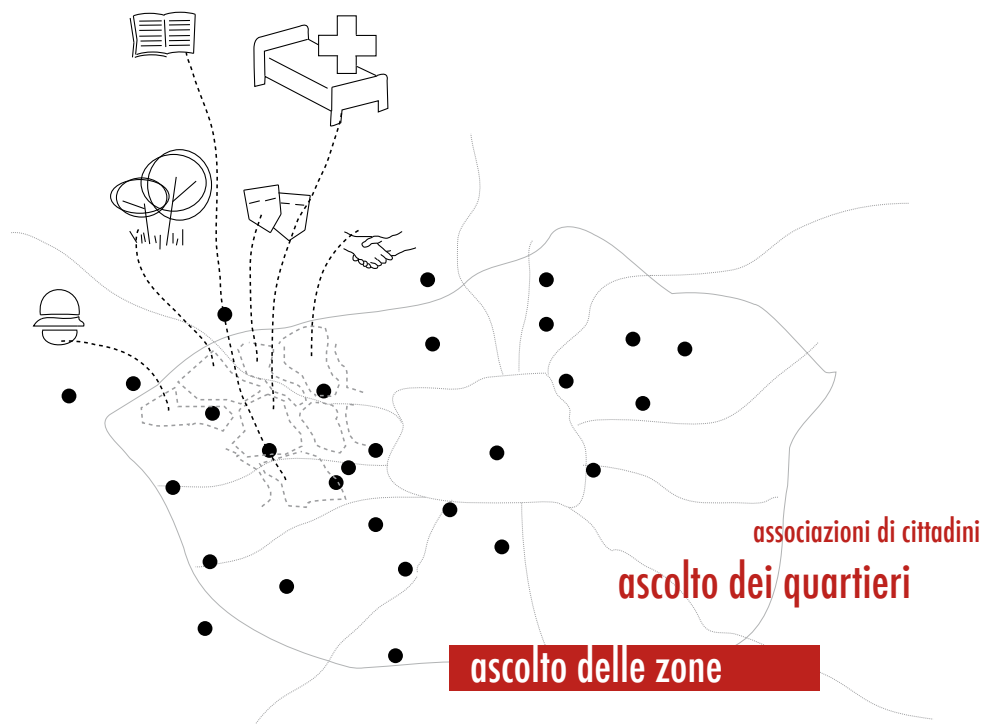 associazioni di cittadini
ascolto dei quartieri
ascolto delle zone